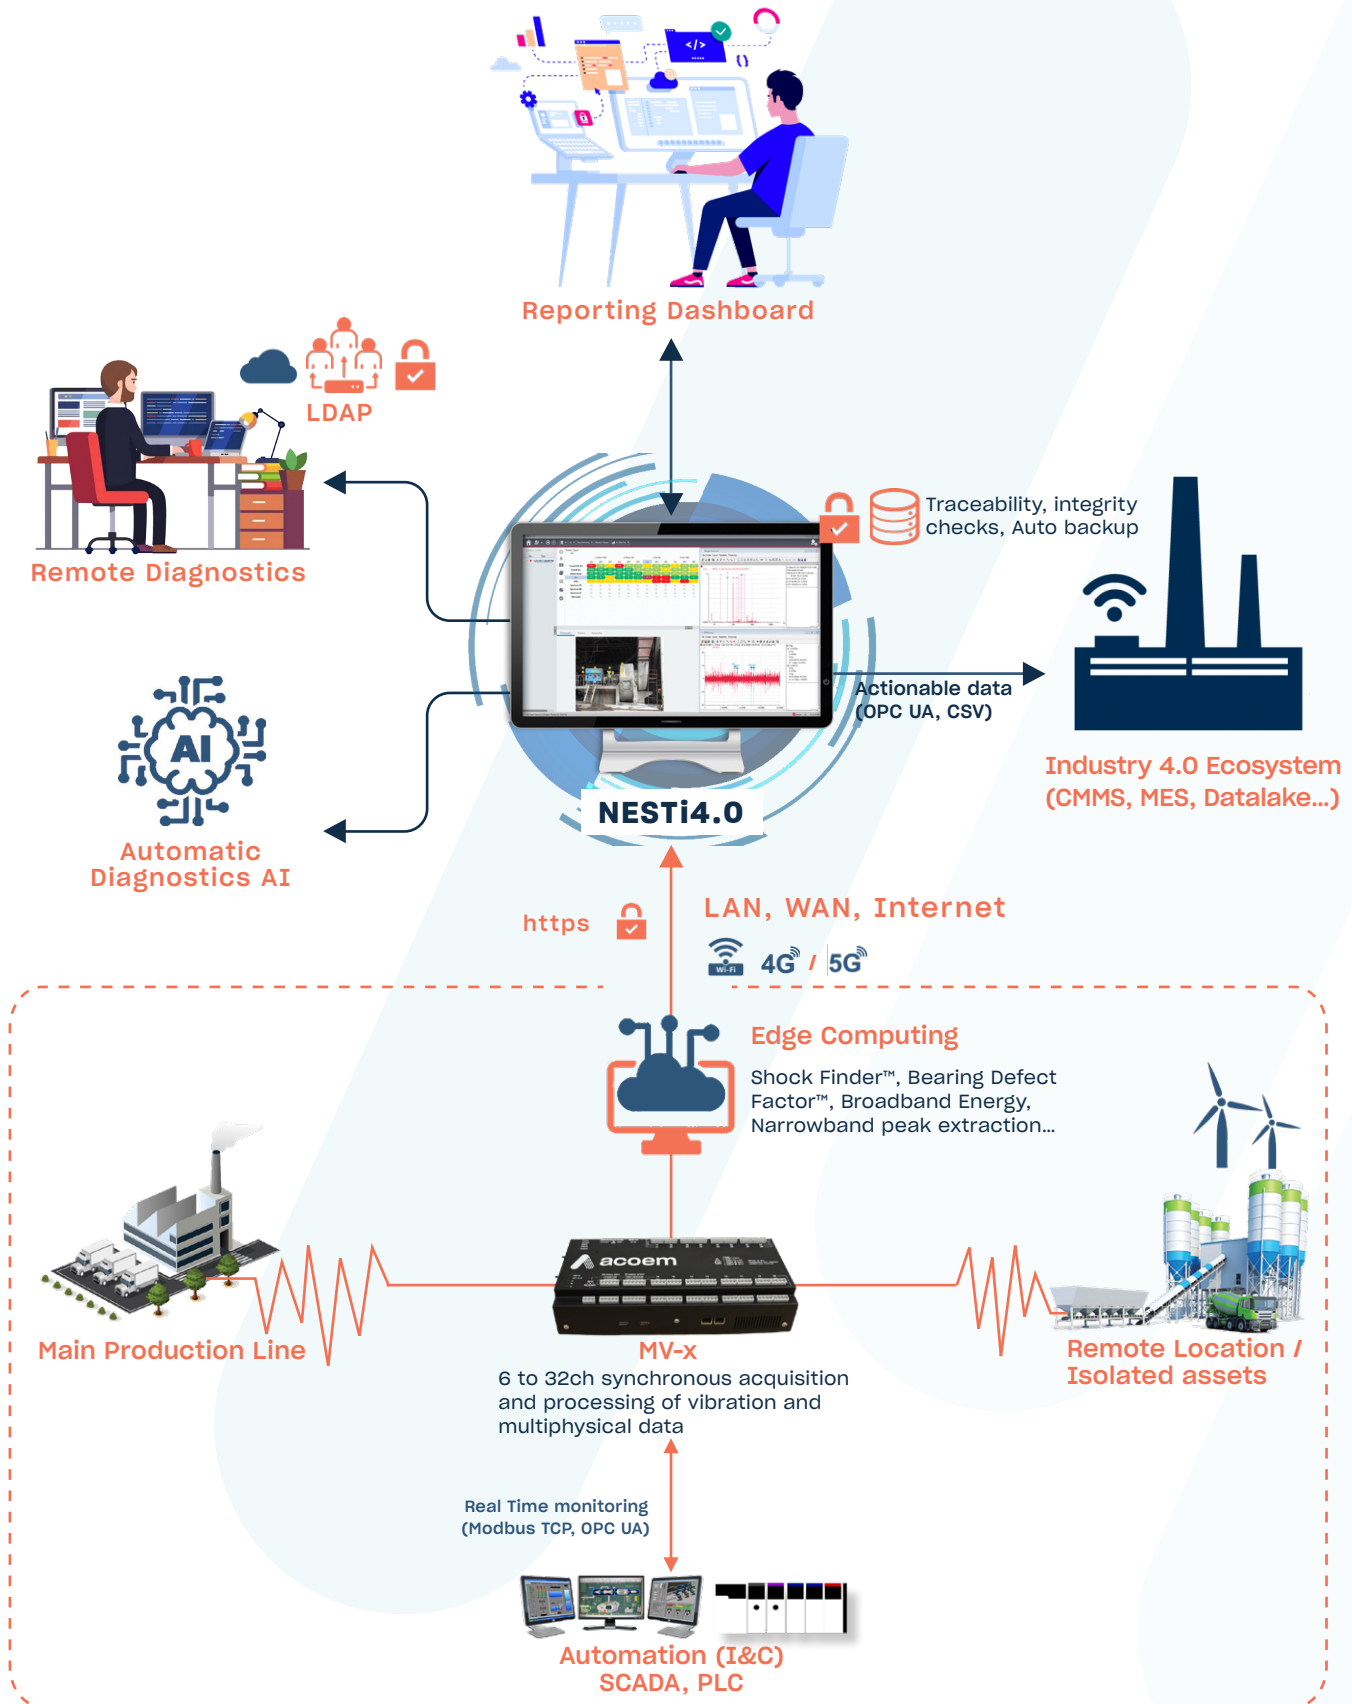 Reporting Dashboard
LDAP
Remote Diagnostics
Traceability, integrity
checks, Auto backup
Actionable data
(OPC UA, CSV)
Industry 4.0 Ecosystem
(CMMS, MES, Datalake...)
AI
Automatic
Diagnostics AI
NESTi4.0
https
LAN, WAN, Internet
Wi-Fi
4G / 5G
Edge Computing
Shock Finder™, Bearing Defect
Factor™, Broadband Energy,
Narrowband peak extraction...
acoem
Main Production Line
MV-x
6 to 32ch synchronous acquisition
and processing of vibration and
multiphysical data
Remote Location /
Isolated assets
Real Time monitoring
(Modbus TCP, OPC UA)
Automation (I&C)
SCADA, PLC